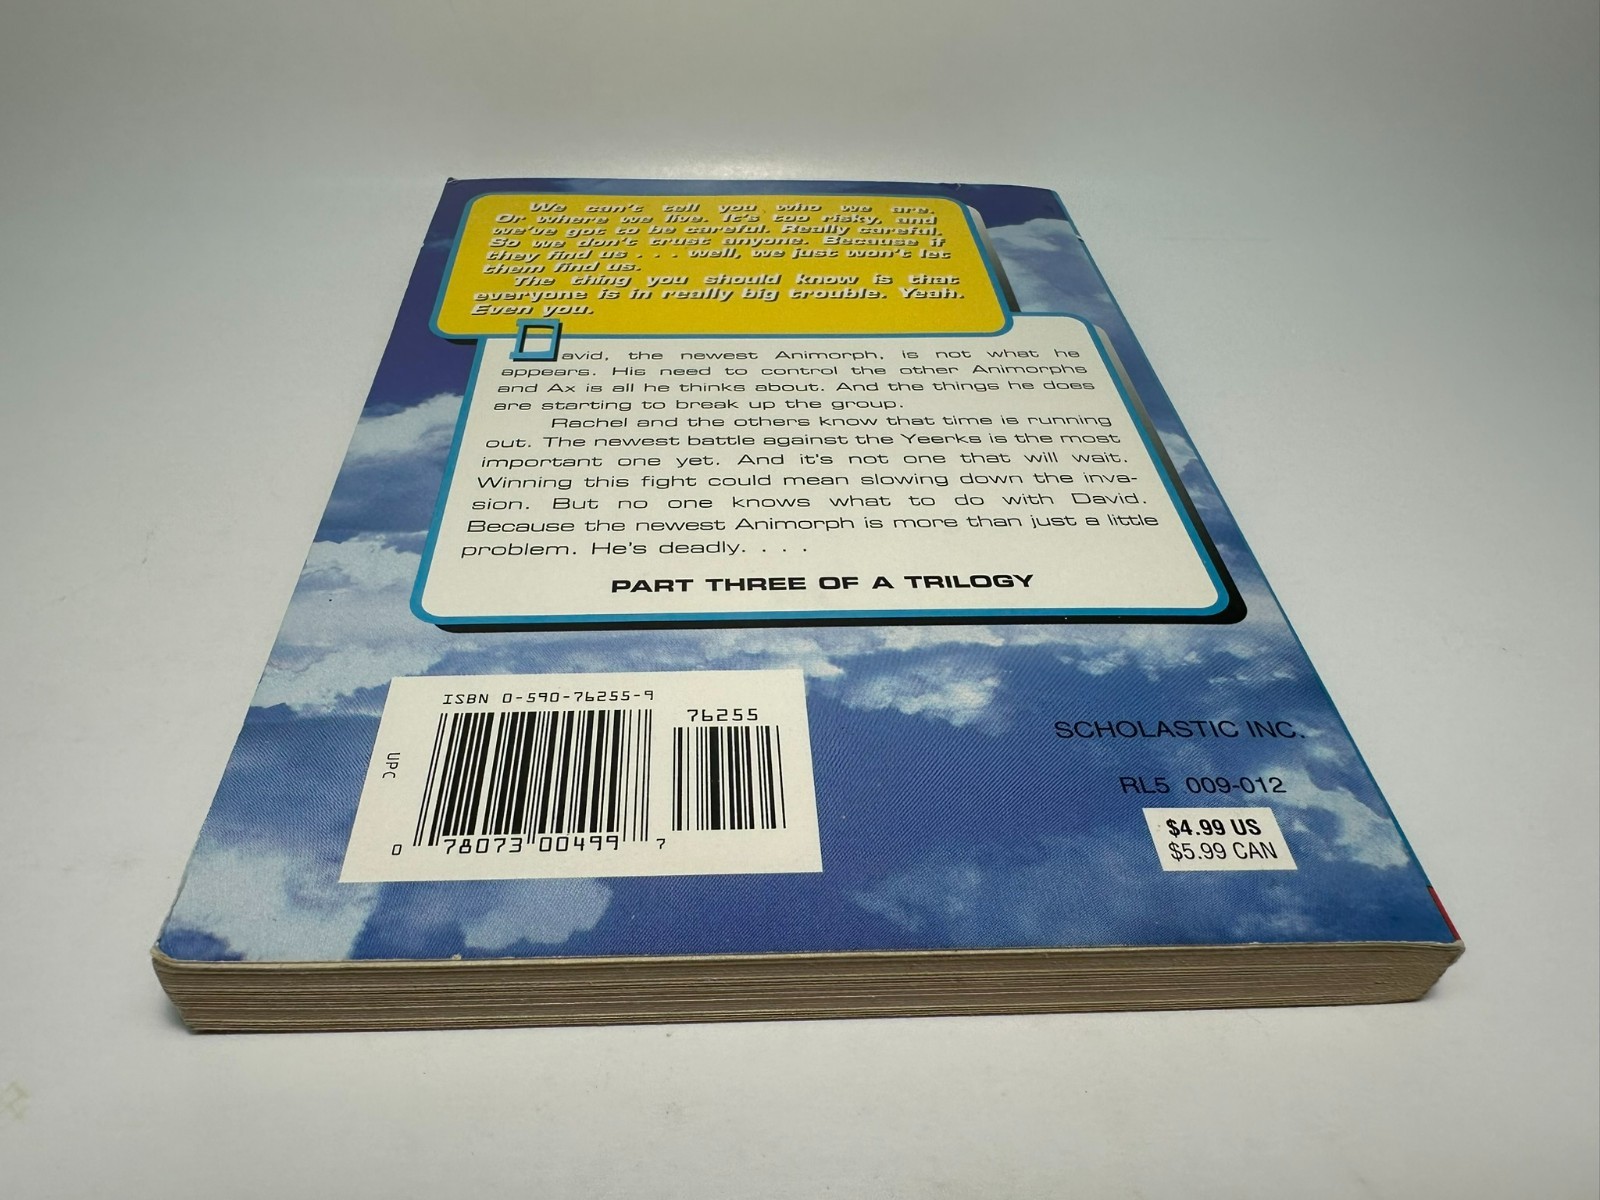 We can't tell you who we are.
Or where we live. It's too risky, and
we've got to be careful. Really careful.
So we don't trust anyone. Because if
they find us . . . well, we just won't let
them find us.
The thing you should know is that
everyone is in really big trouble. Yeah.
Even you.
David, the newest Animorph, is not what he
appears. His need to control the other Animorphs
and Ax is all he thinks about. And the things he does
are starting to break up the group.
Rachel and the others know that time is running
out. The newest battle against the Yeerks is the most
important one yet. And it's not one that will wait.
Winning this fight could mean slowing down the inva-
sion. But no one knows what to do with David.
Because the newest Animorph is more than just a little
problem. He's deadly. . . .
PART THREE OF A TRILOGY
ISBN 0-590-76255-9
76255
UPC
0 78073 00499 7
SCHOLASTIC INC.
RL5 009-012
$4.99 US
$5.99 CAN